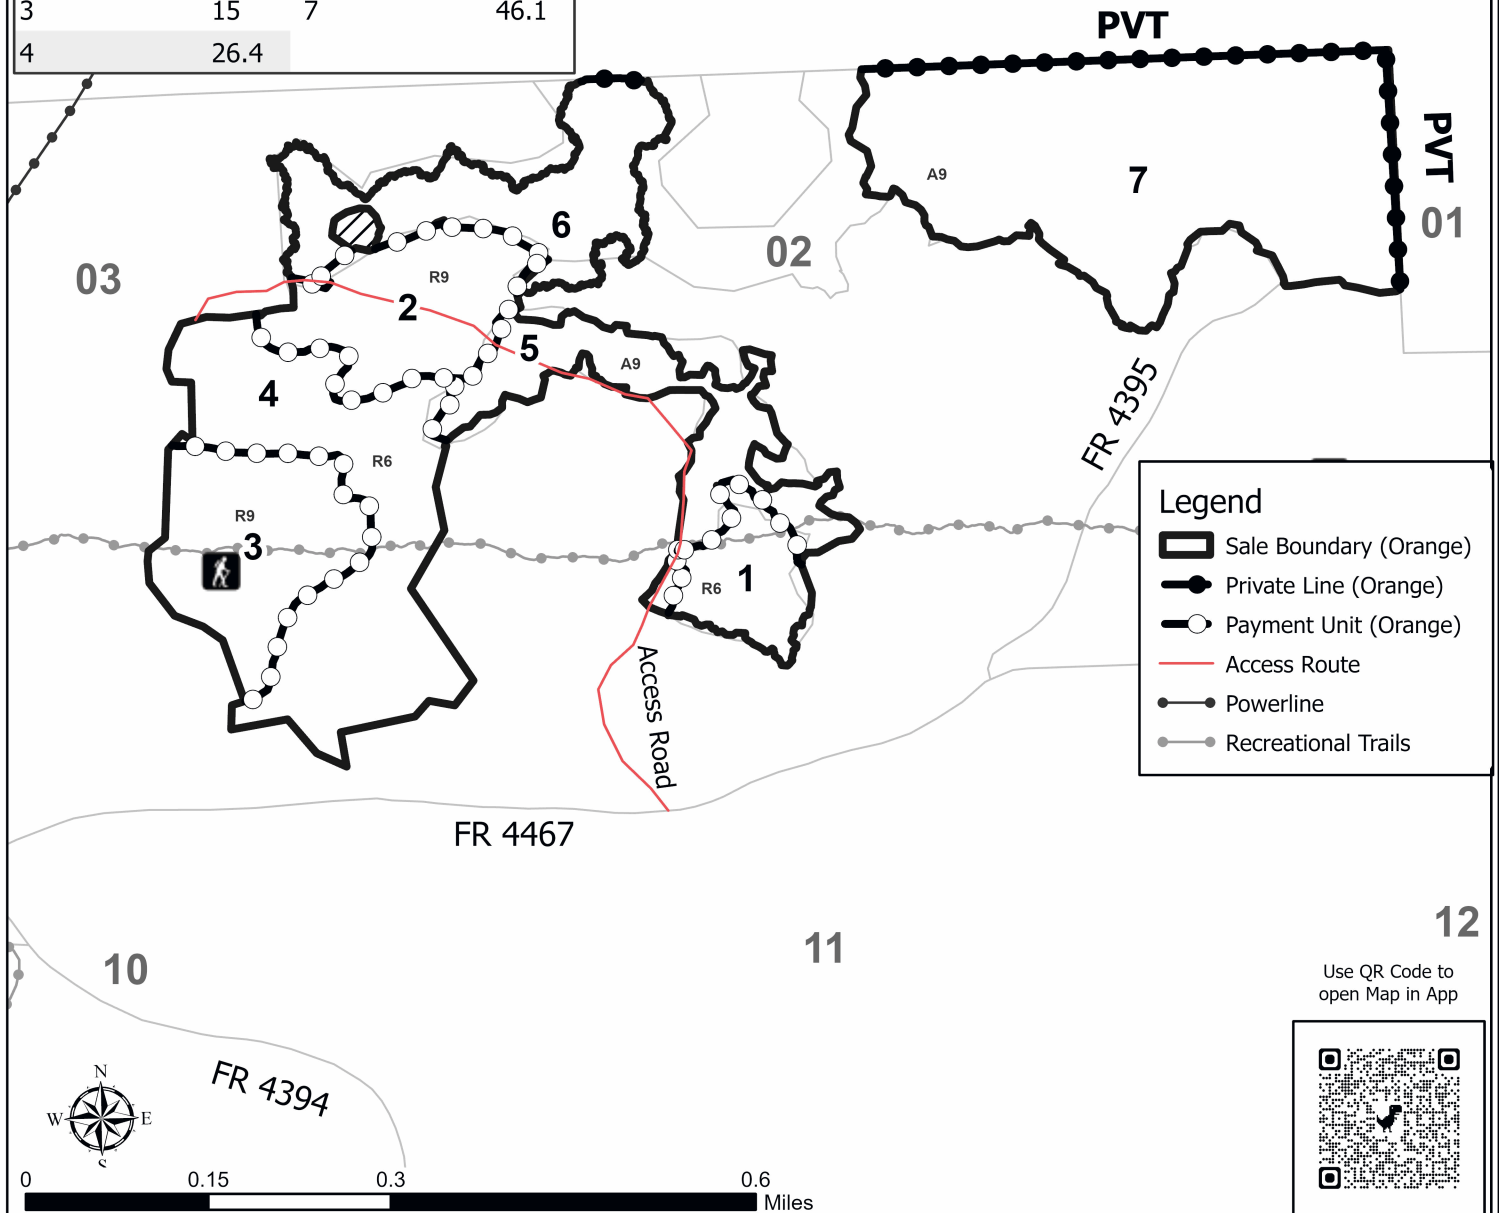 3 15 7 46.1
4 26.4
PVT
PVT
A9
7
6
01
02
03
R9
2
5
A9
4
FR 4395
R6
R9
3
1
R6
Legend
Sale Boundary (Orange)
Private Line (Orange)
Payment Unit (Orange)
Access Route
Powerline
Recreational Trails
Access Road
FR 4467
12
11
10
Use QR Code to
open Map in App
FR 4394
N
W E
S
0 0.15 0.3 0.6
Miles